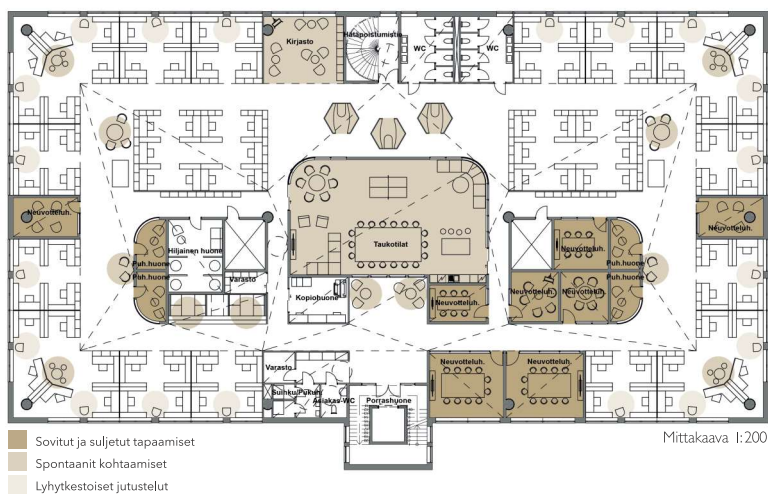 Kirjasto
Hätäpoistumistie
WC
WC
Neuvotteluh.
Neuvotteluh.
Hiljainen huone
Taukotilat
Neuvotteluh.
Puh.huone
Puh.huone
Puh.huone
Puh.huone
Varasto
Kopiohuone
Neuvotteluh.
Neuvotteluh.
Neuvotteluh.
Varasto
Neuvotteluh.
Neuvotteluh.
Suihku/Pukuh.
Asiakas-WC
Porrashuone
Sovitut ja suljetut tapaamiset
Mittakaava 1:200
Spontaanit kohtaamiset
Lyhytkestoiset jutustelut